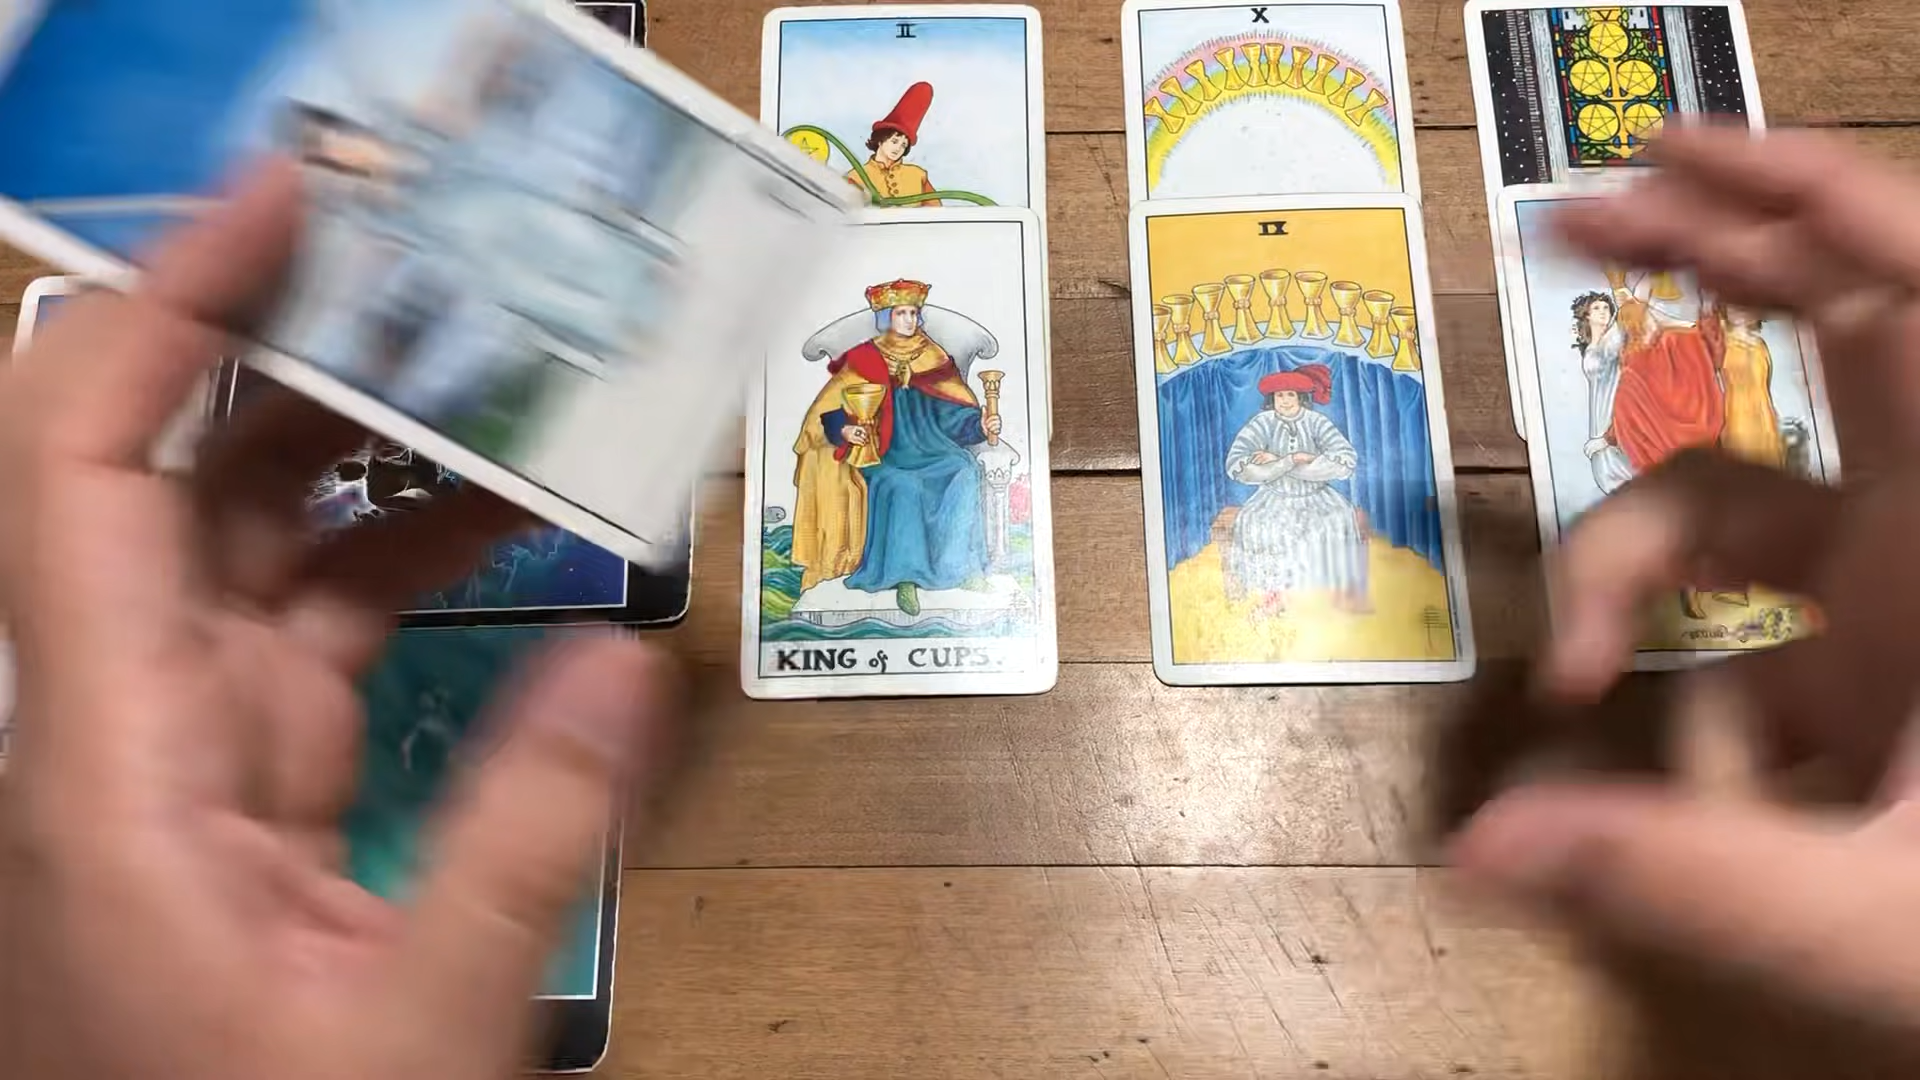 II
X
V
IX
KING of CUPS.